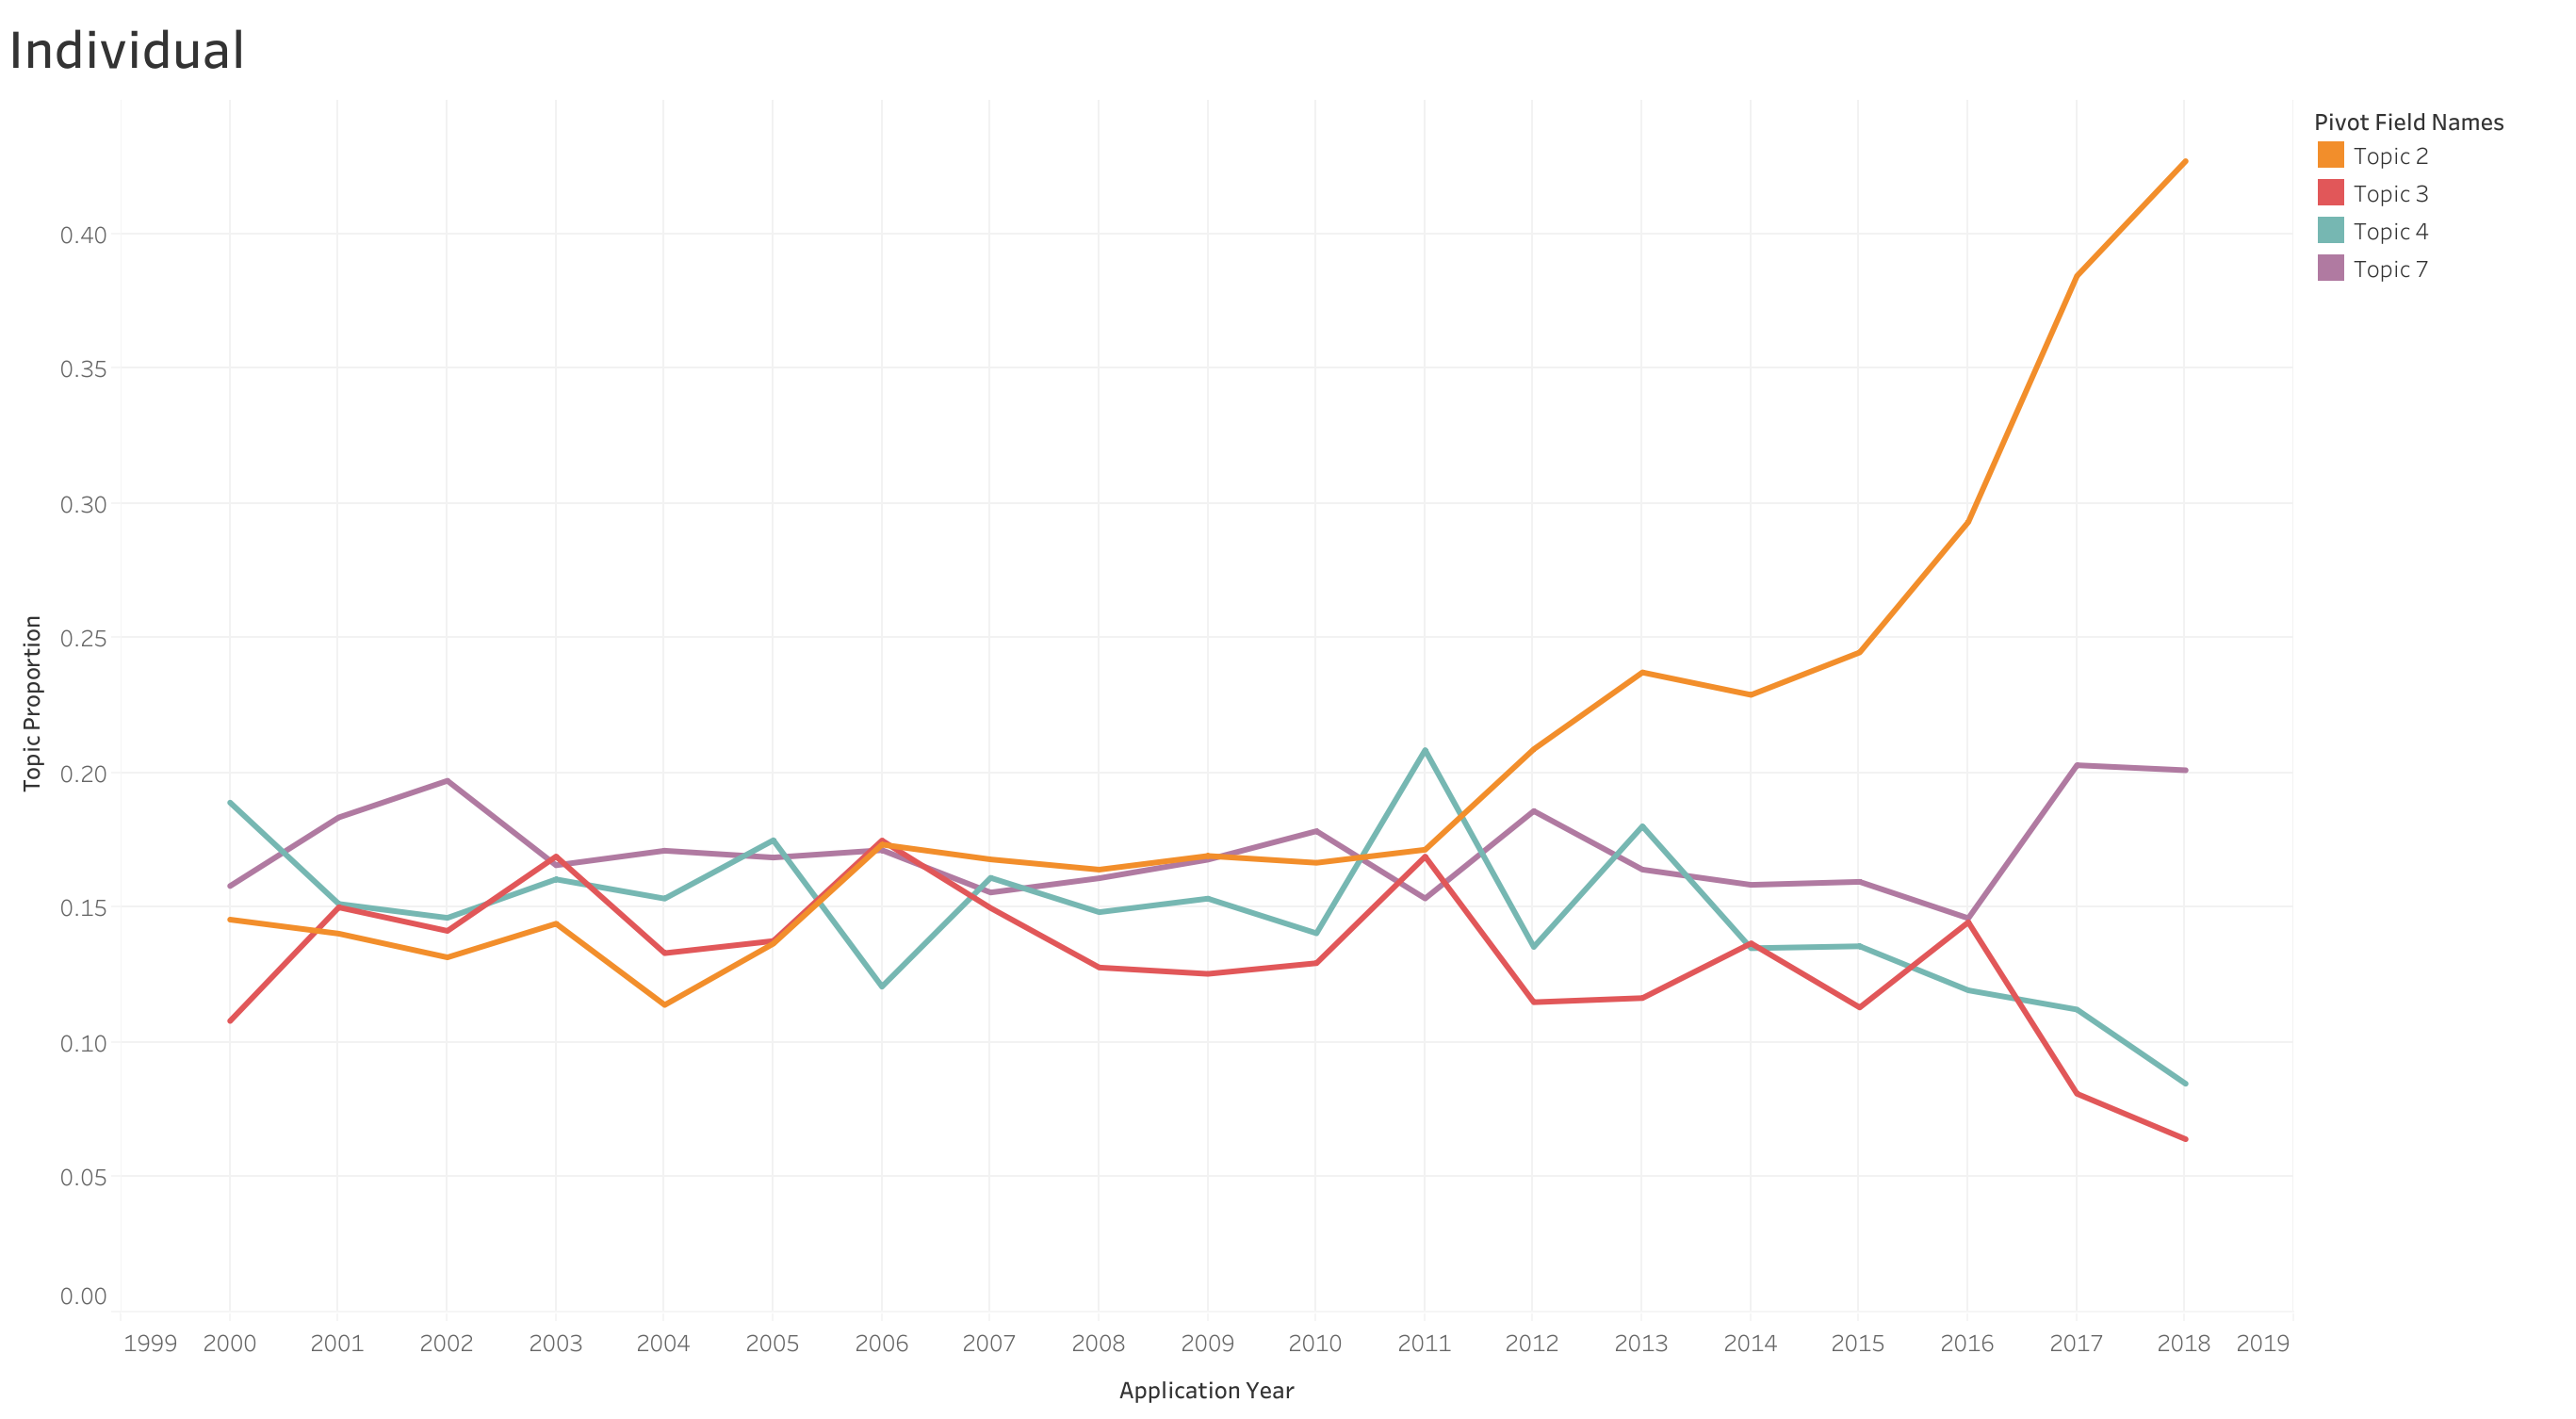 Individual
Pivot Field Names
Topic 2
Topic 3
Topic 4
Topic 7
Topic Proportion
0.40
0.35
0.30
0.25
0.20
0.15
0.10
0.05
0.00
1999 2000 2001 2002 2003 2004 2005 2006 2007 2008 2009 2010 2011 2012 2013 2014 2015 2016 2017 2018 2019
Application Year